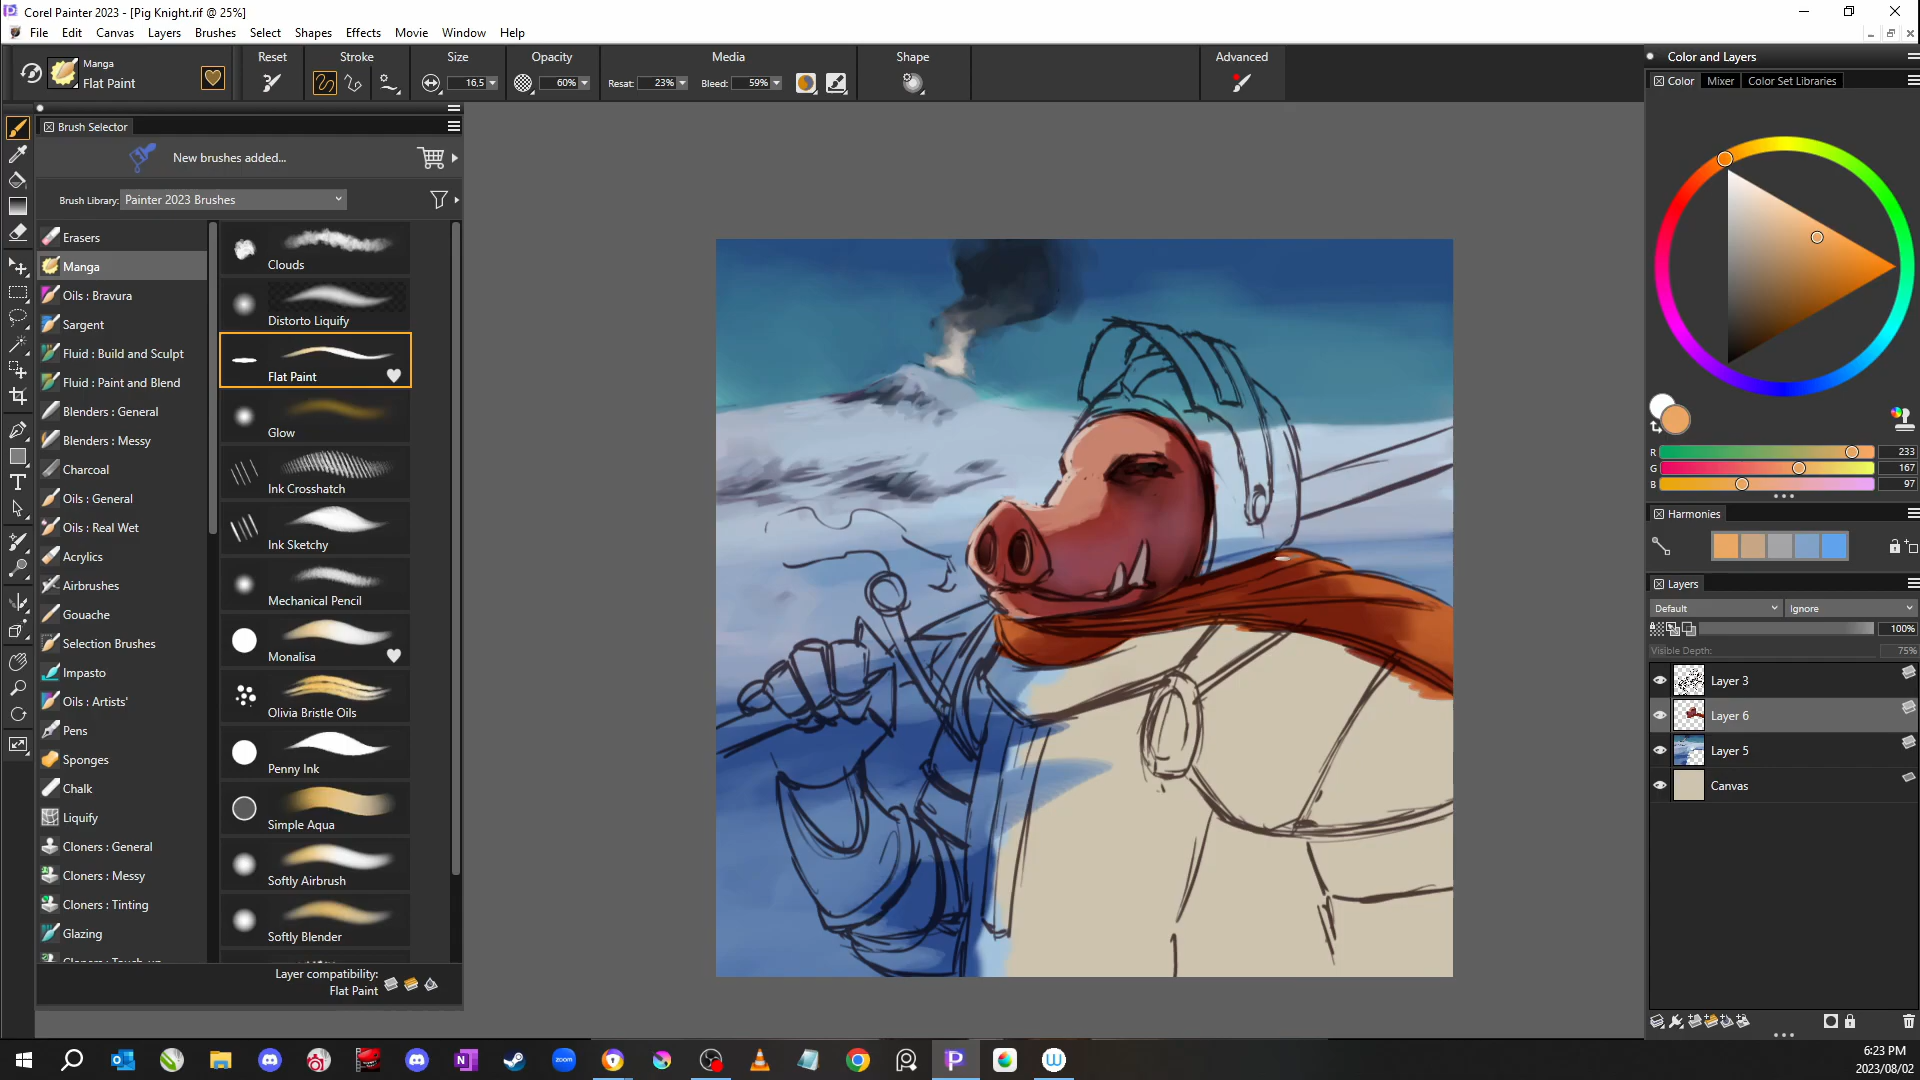 Corel Painter 2023 - [Pig Knight.rif @ 25%]
File Edit Canvas Layers Brushes Select Shapes Effects Movie Window Help
Manga
Flat Paint
Reset
Stroke
Size
16,5
Opacity
60%
Media
Resat: 23%
Bleed: 59%
Shape
Advanced
Brush Selector
New brushes added...
Brush Library: Painter 2023 Brushes
Erasers
Manga
Oils : Bravura
Sargent
Fluid : Build and Sculpt
Fluid : Paint and Blend
Blenders : General
Blenders : Messy
Charcoal
Oils : General
Oils : Real Wet
Acrylics
Airbrushes
Gouache
Selection Brushes
Impasto
Oils : Artists'
Pens
Sponges
Chalk
Liquify
Cloners : General
Cloners : Messy
Cloners : Tinting
Glazing
Clouds
Distorto Liquify
Flat Paint
Glow
Ink Crosshatch
Ink Sketchy
Mechanical Pencil
Monalisa
Olivia Bristle Oils
Penny Ink
Simple Aqua
Softly Airbrush
Softly Blender
Layer compatibility:
Flat Paint
Color and Layers
Color Mixer Color Set Libraries
R 233
G 167
B 97
Harmonies
Layers
Default Ignore
100%
Visible Depth: 75%
Layer 3
Layer 6
Layer 5
Canvas
zoom
6:23 PM
2023/08/02